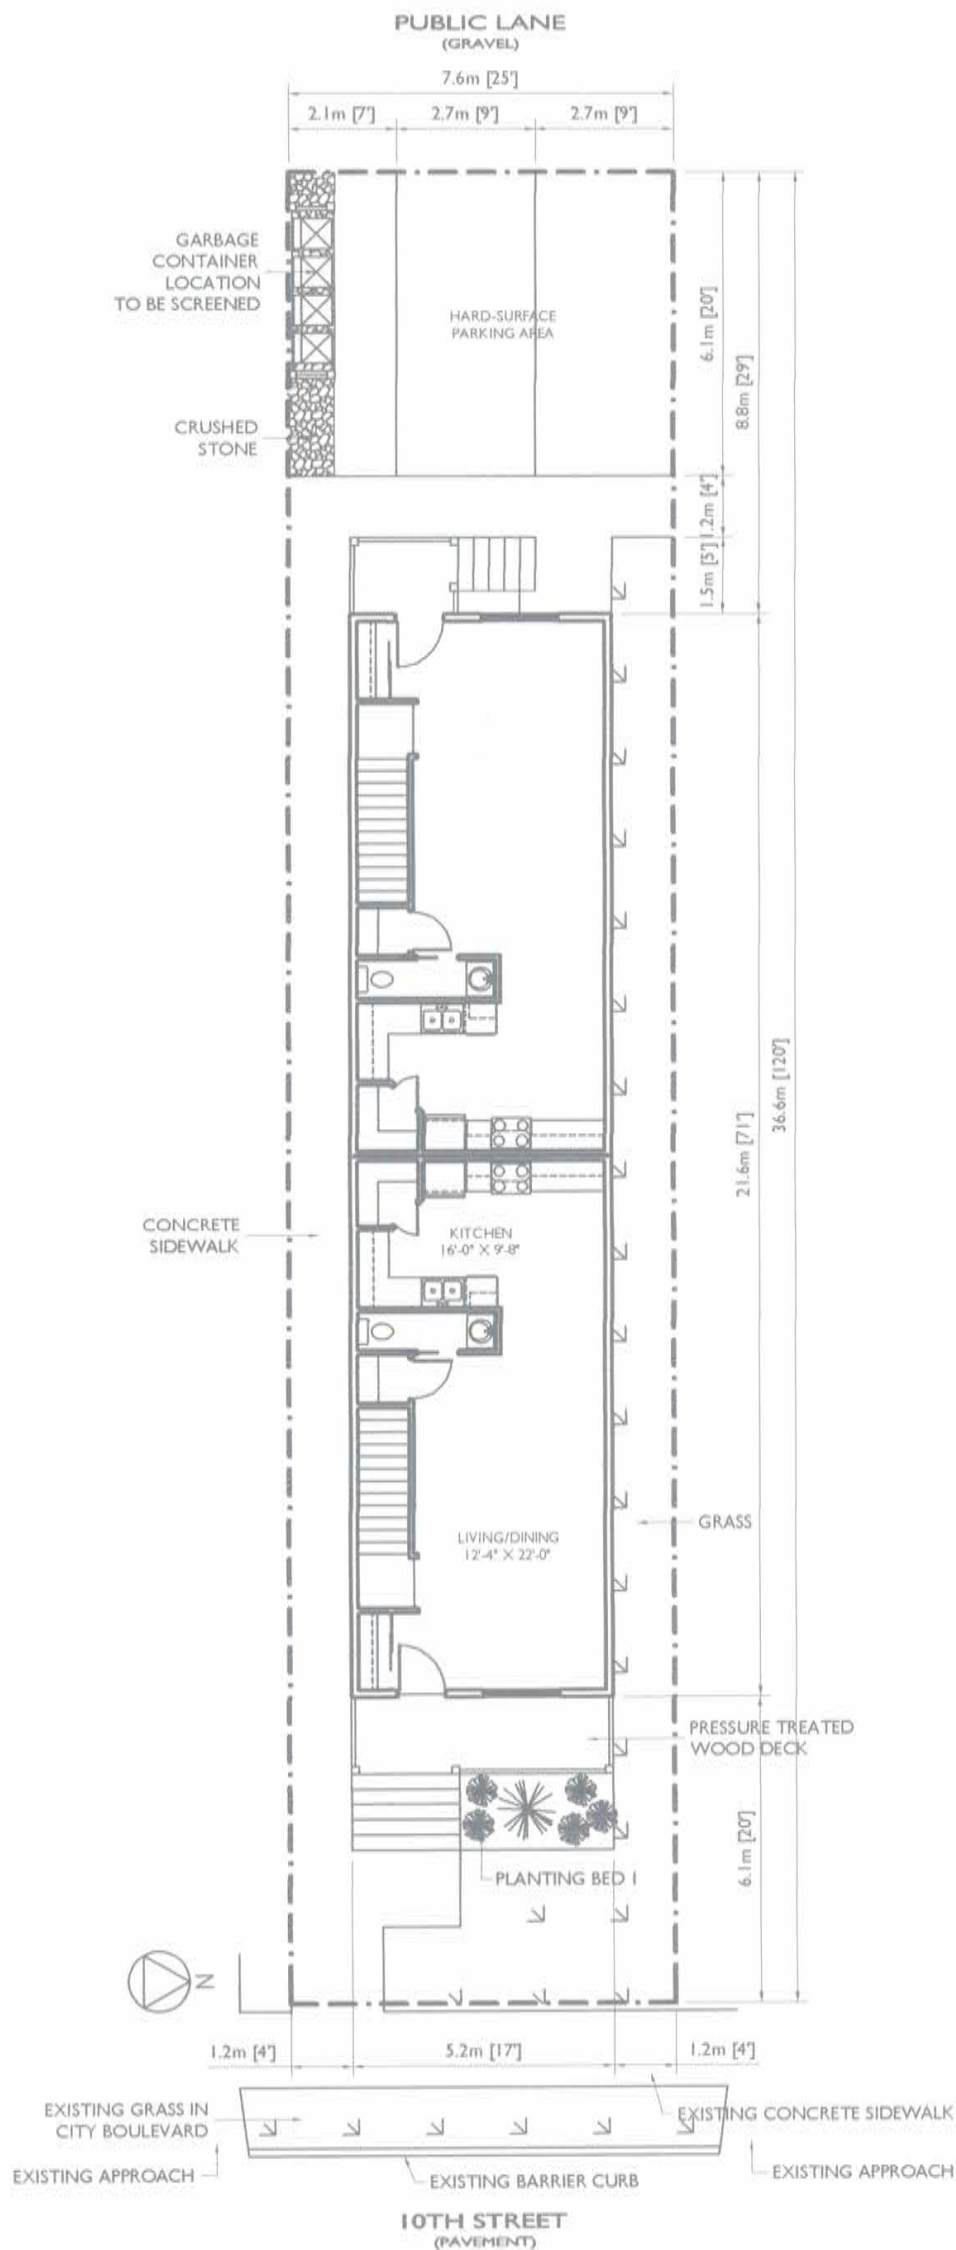 PUBLIC LANE
(GRAVEL)
7.6m [25']
2.1m [7']
2.7m [9']
2.7m [9']
GARBAGE
CONTAINER
LOCATION
TO BE SCREENED
HARD-SURFACE
PARKING AREA
6.1m [20']
8.8m [29']
CRUSHED
STONE
1.2m [4']
1.5m [5']
36.6m [120']
21.6m [71']
CONCRETE
SIDEWALK
KITCHEN
16'-0" X 9'-8"
LIVING/DINING
12'-4" X 22'-0"
GRASS
PRESSURE TREATED
WOOD DECK
6.1m [20']
PLANTING BED 1
N
1.2m [4']
5.2m [17']
1.2m [4']
EXISTING GRASS IN
CITY BOULEVARD
EXISTING CONCRETE SIDEWALK
EXISTING APPROACH
EXISTING BARRIER CURB
EXISTING APPROACH
10TH STREET
(PAVEMENT)